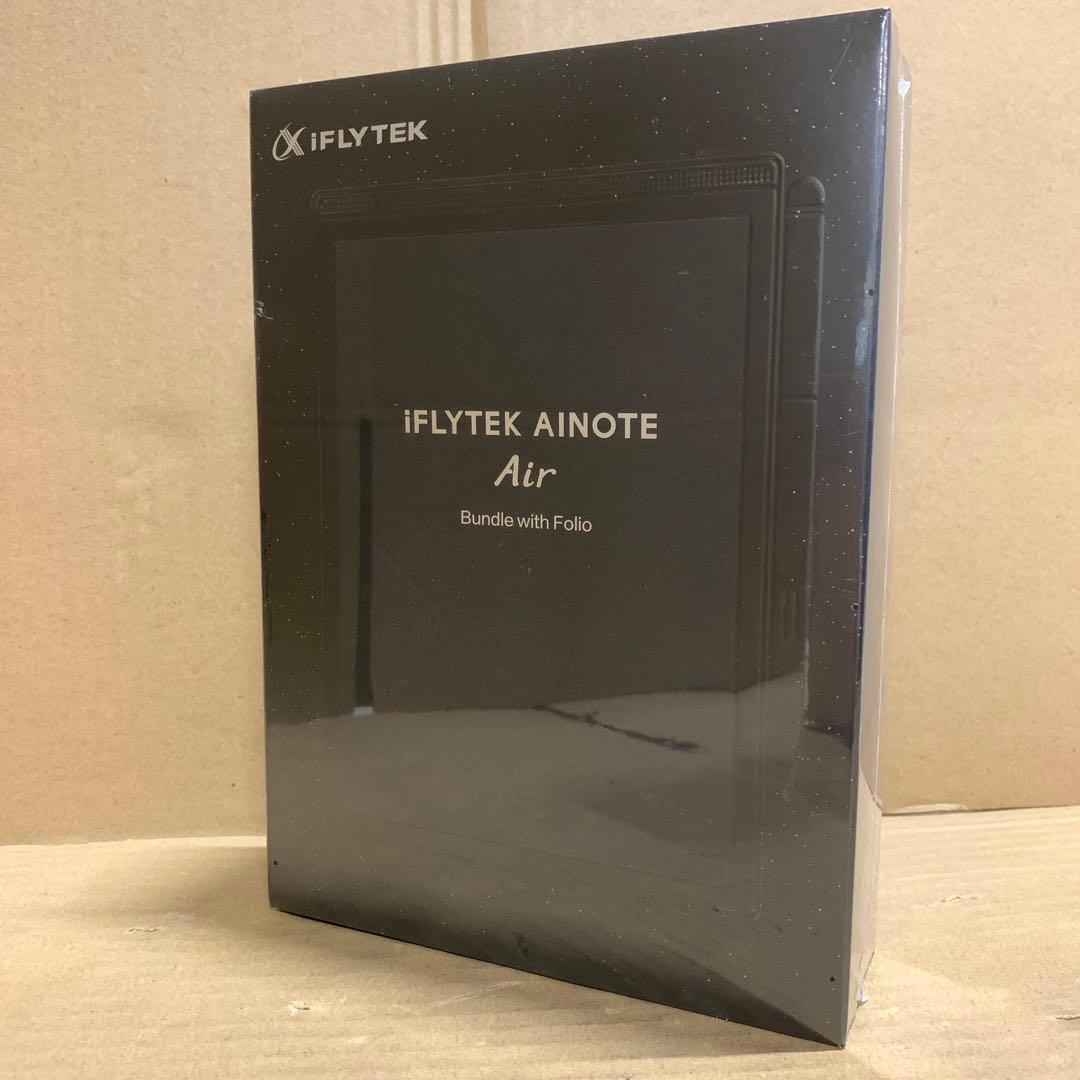 iFLYTEK
iFLYTEK AINOTE
Air
Bundle with Folio